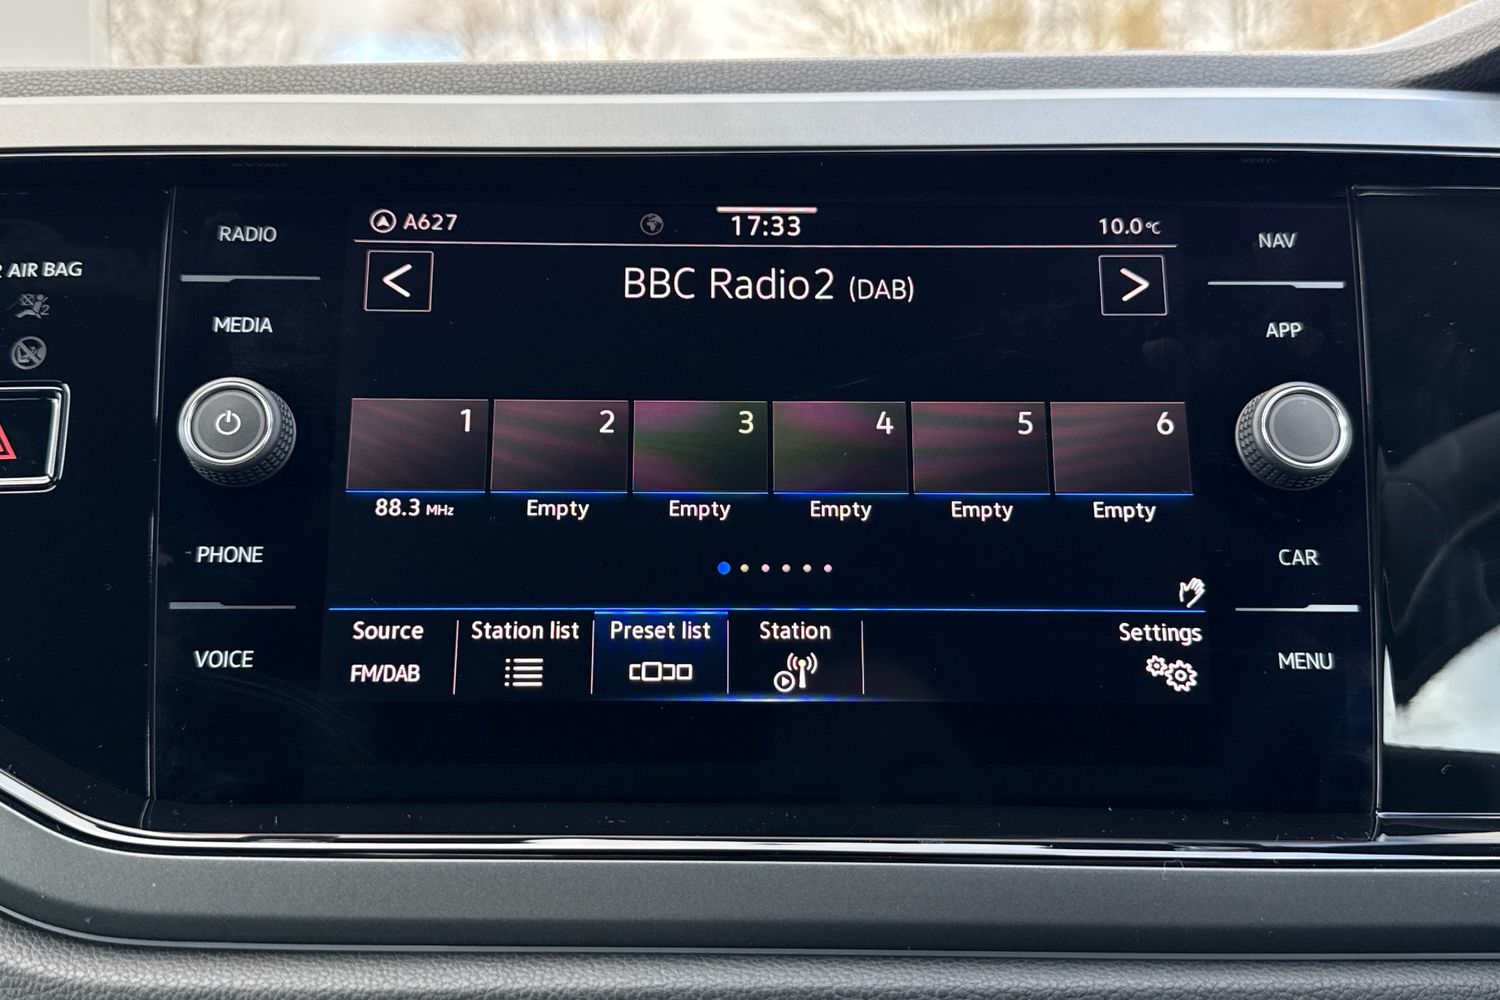 AIR BAG
RADIO
MEDIA
PHONE
VOICE
A627
17:33
10.0°C
< BBC Radio2 (DAB) >
1 2 3 4 5 6
88.3 MHz Empty Empty Empty Empty Empty
Source Station list Preset list Station Settings
FM/DAB
NAV
APP
CAR
MENU